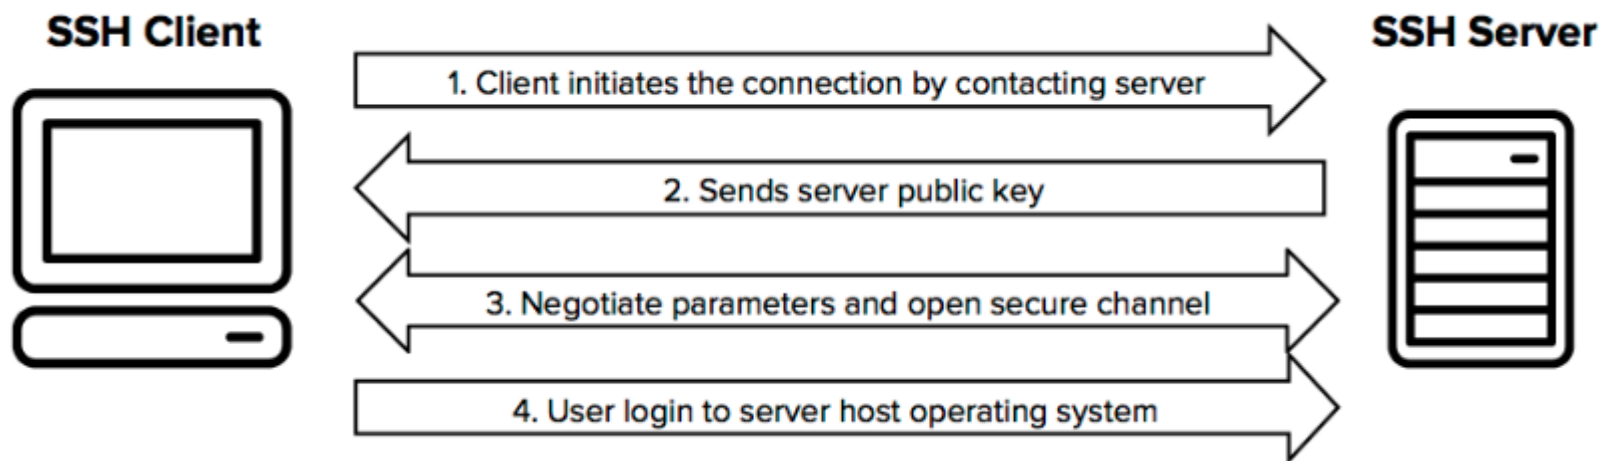 SSH Client
SSH Server
1. Client initiates the connection by contacting server
2. Sends server public key
3. Negotiate parameters and open secure channel
4. User login to server host operating system